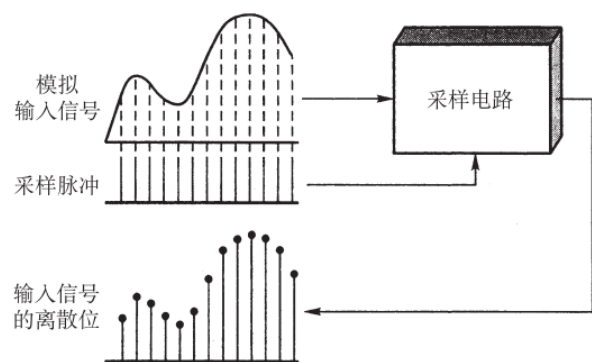 模拟
输入信号
采样电路
采样脉冲
输入信号
的离散位